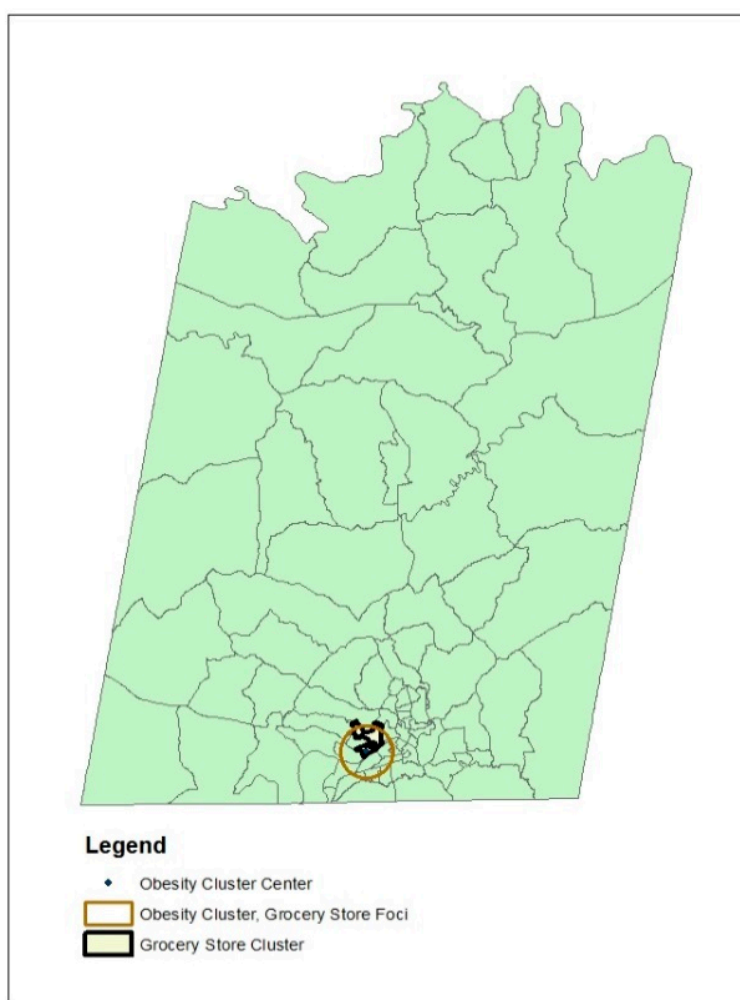 Legend
Obesity Cluster Center
Obesity Cluster, Grocery Store Foci
Grocery Store Cluster